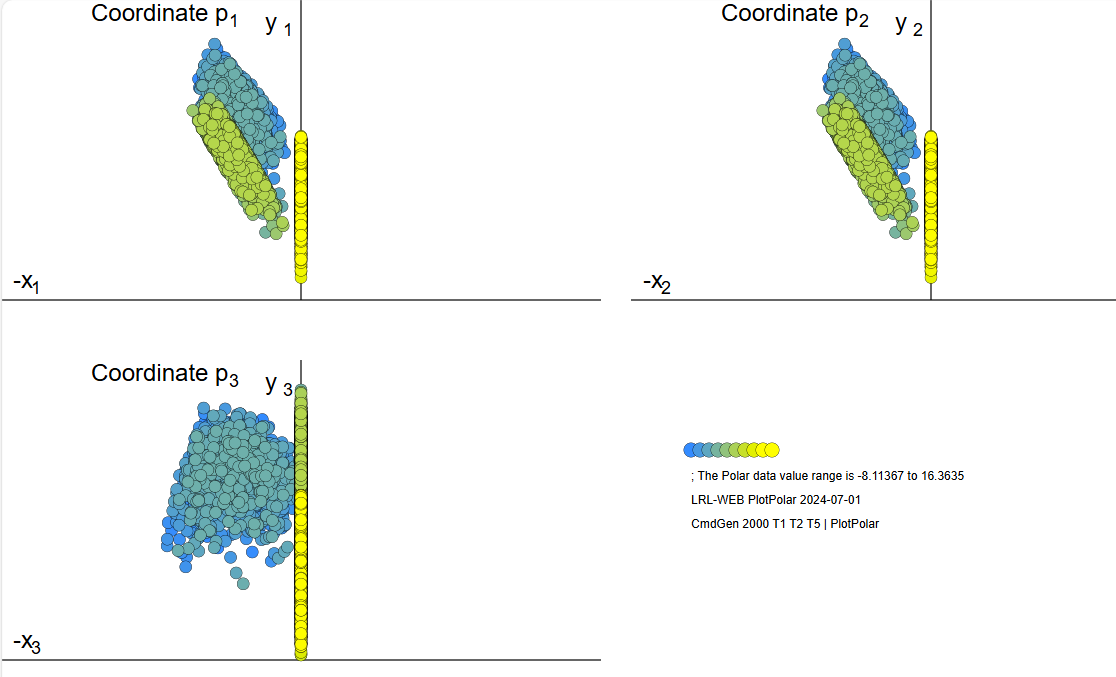 Coordinate p1
y 1
-x1
Coordinate p2
y 2
-x2
Coordinate p3
y 3
-x3
; The Polar data value range is -8.11367 to 16.3635
LRL-WEB PlotPolar 2024-07-01
CmdGen 2000 T1 T2 T5 | PlotPolar